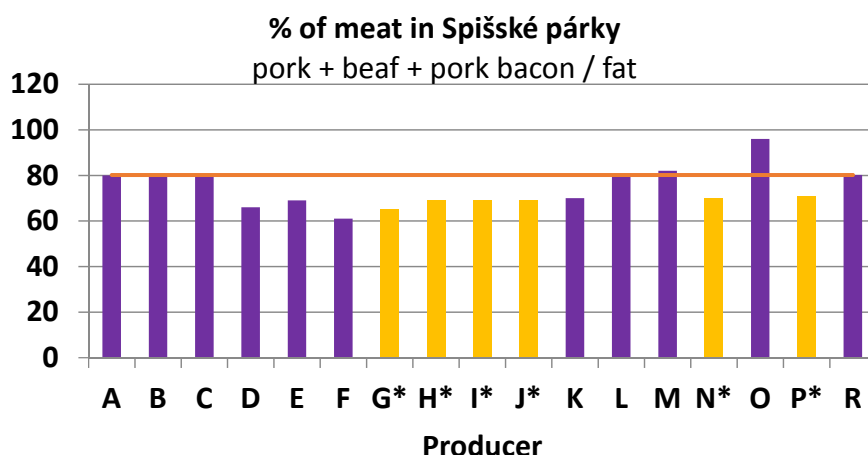 % of meat in Spišské párky
pork + beaf + pork bacon / fat
120
100
80
60
40
20
0
A B C D E F G* H* I* J* K L M N* O P* R
Producer